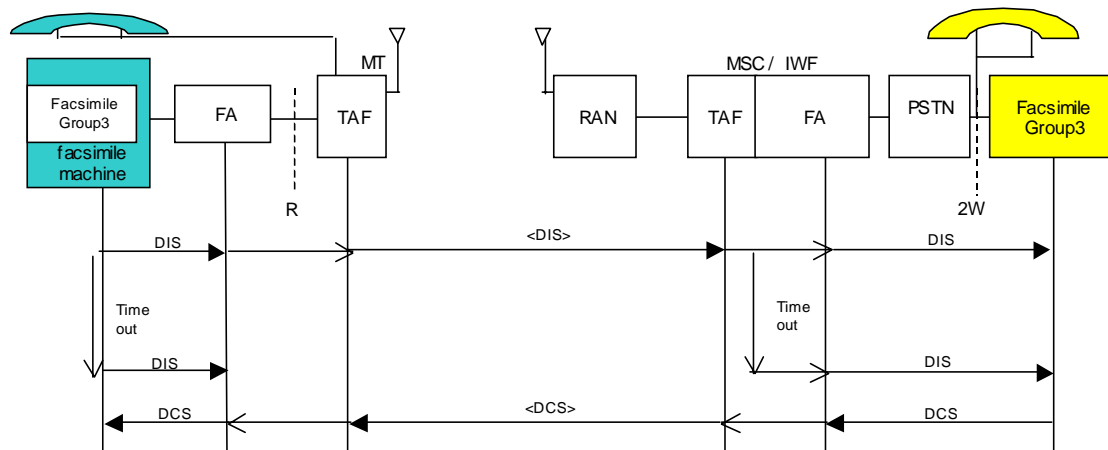 MT
MSC / IWF
Facsimile
Group3
facsimile
machine
FA
TAF
RAN
TAF
FA
PSTN
Facsimile
Group3
R
2W
DIS
<DIS>
DIS
Time
out
Time
out
DIS
DIS
DCS
<DCS>
DCS